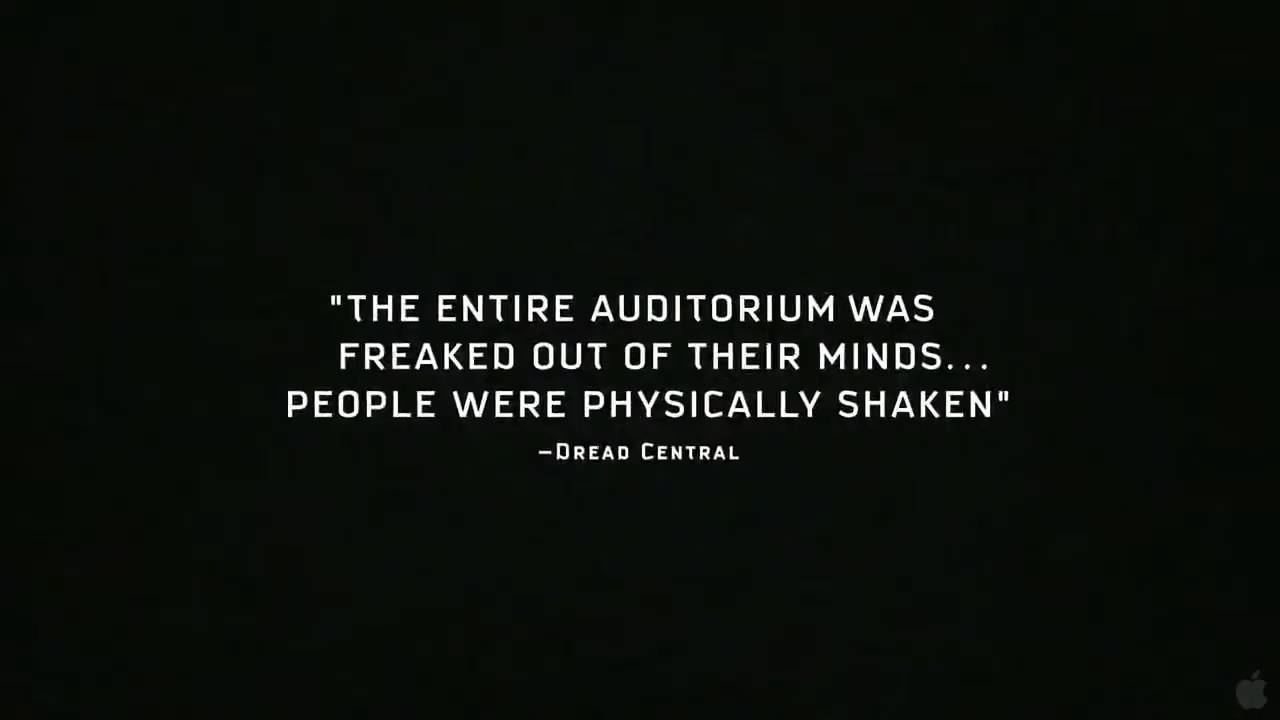 "THE ENTIRE AUDITORIUM WAS
FREAKED OUT OF THEIR MINDS...
PEOPLE WERE PHYSICALLY SHAKEN"
–DREAD CENTRAL